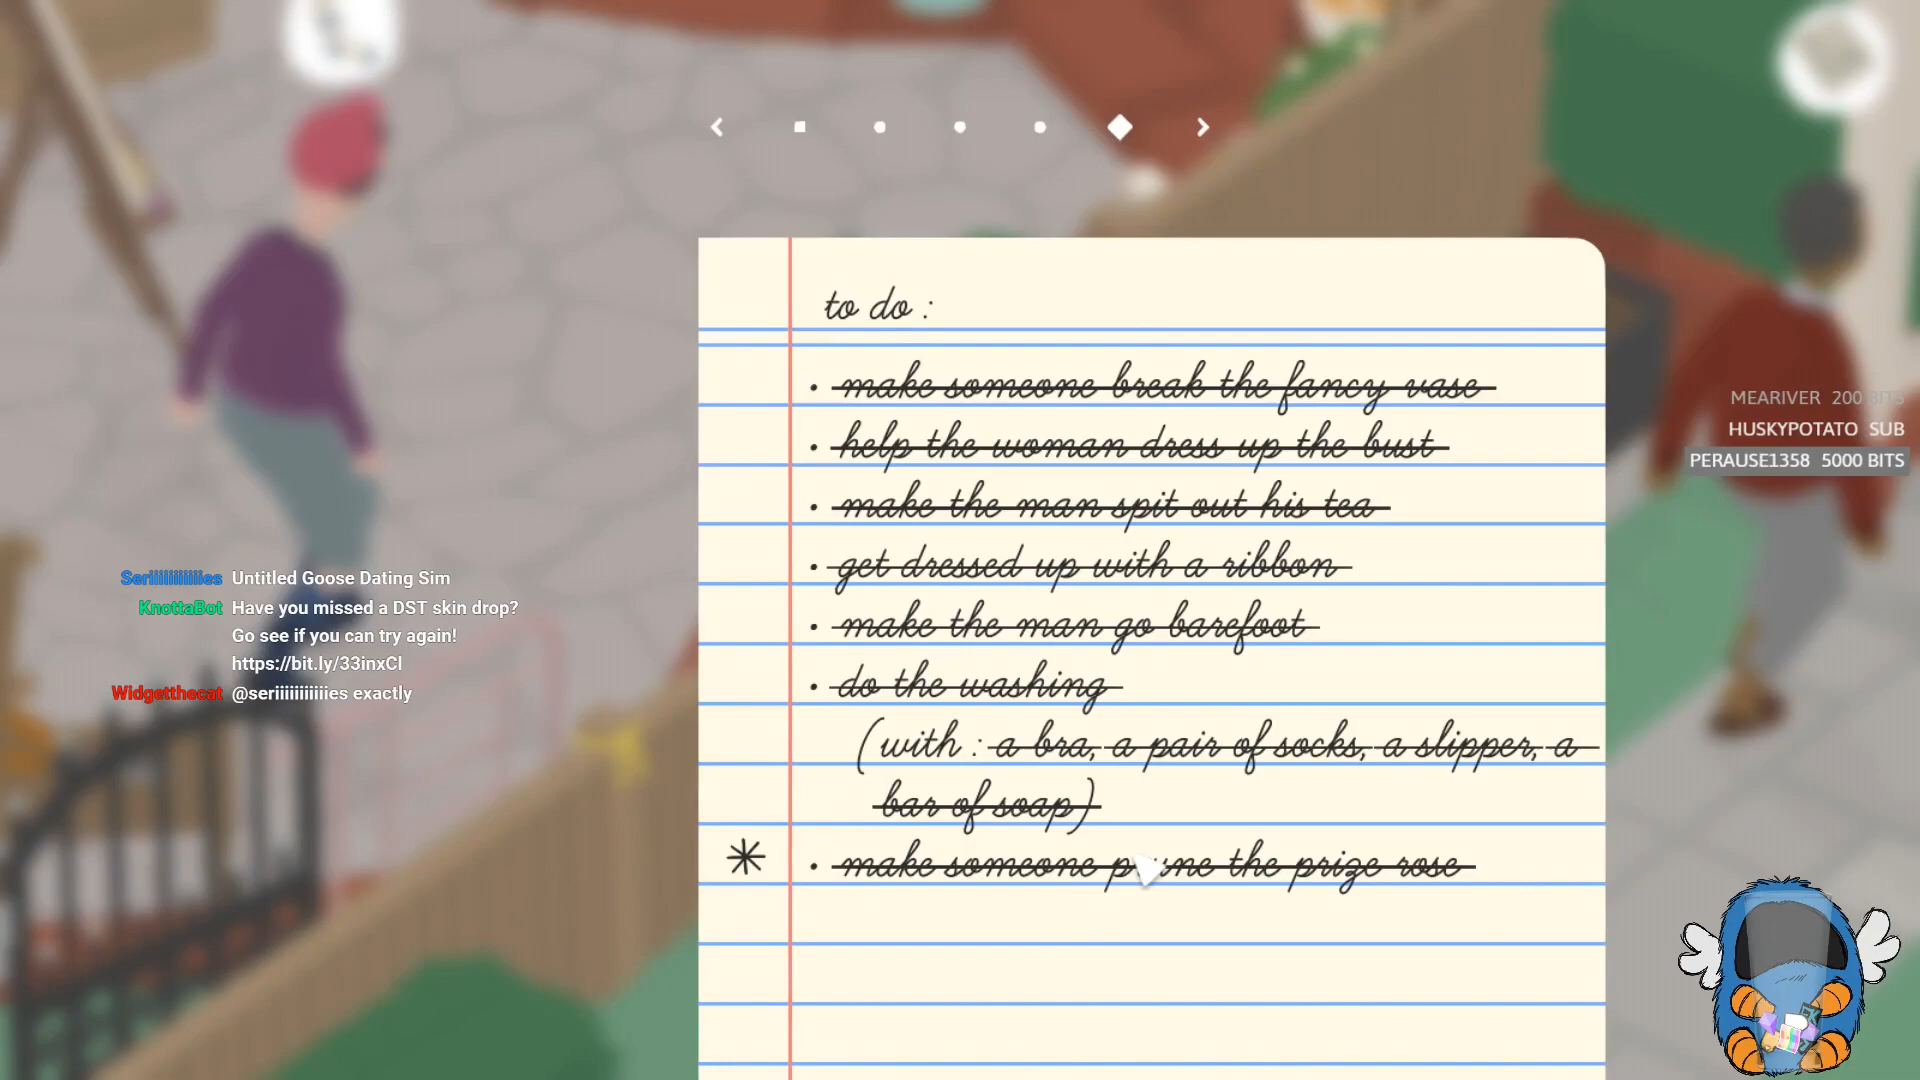 to do :
• make someone break the fancy vase
• help the woman dress up the bust
• make the man spit out his tea
• get dressed up with a ribbon
• make the man go barefoot
• do the washing
(with : a bra, a pair of socks, a slipper, a
bar of soap)
* • make someone prune the prize rose
MEARIVER 200 BITS
HUSKYPOTATO SUB
PERAUSE1358 5000 BITS
Seriiiiiiiiiiies Untitled Goose Dating Sim
KnottaBot Have you missed a DST skin drop?
Go see if you can try again!
https://bit.ly/33inxCl
Widgetthecat @seriiiiiiiiiiies exactly